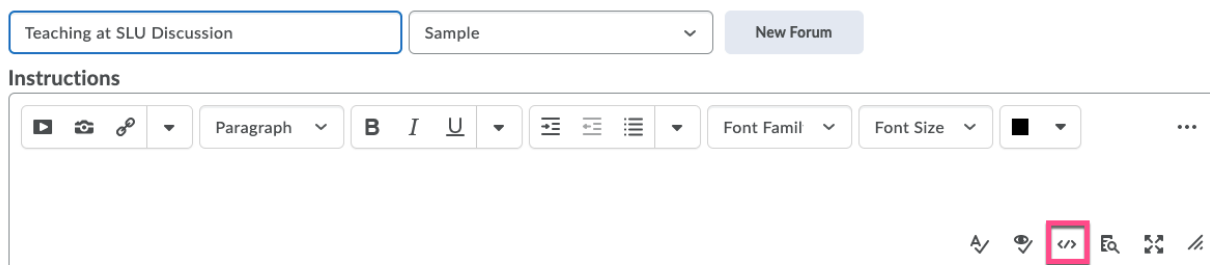 Teaching at SLU Discussion Sample New Forum
Instructions
Paragraph B I U Font Famil Font Size